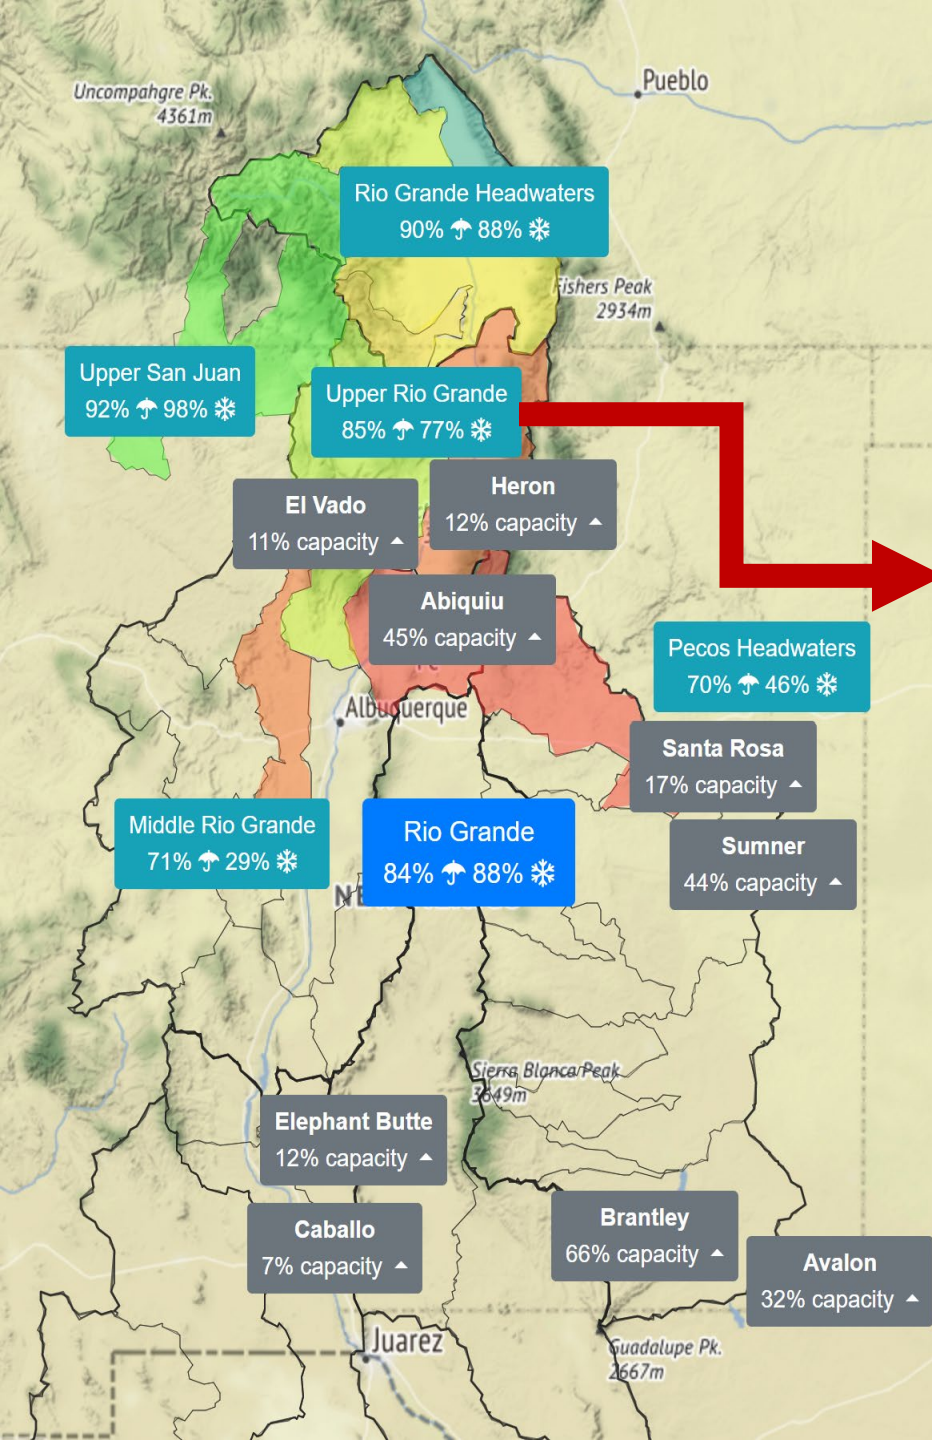 Uncompahgre Pk.
4361m
Pueblo
Rio Grande Headwaters
90% 88%
Fishers Peak
2934m
Upper San Juan
92% 98%
Upper Rio Grande
85% 77%
El Vado
11% capacity
Heron
12% capacity
Abiquiu
45% capacity
Pecos Headwaters
70% 46%
Albuquerque
Santa Rosa
17% capacity
Middle Rio Grande
71% 29%
Rio Grande
84% 88%
Sumner
44% capacity
Sierra Blanca Peak
3649m
Elephant Butte
12% capacity
Caballo
7% capacity
Brantley
66% capacity
Avalon
32% capacity
Juarez
Guadalupe Pk.
2667m